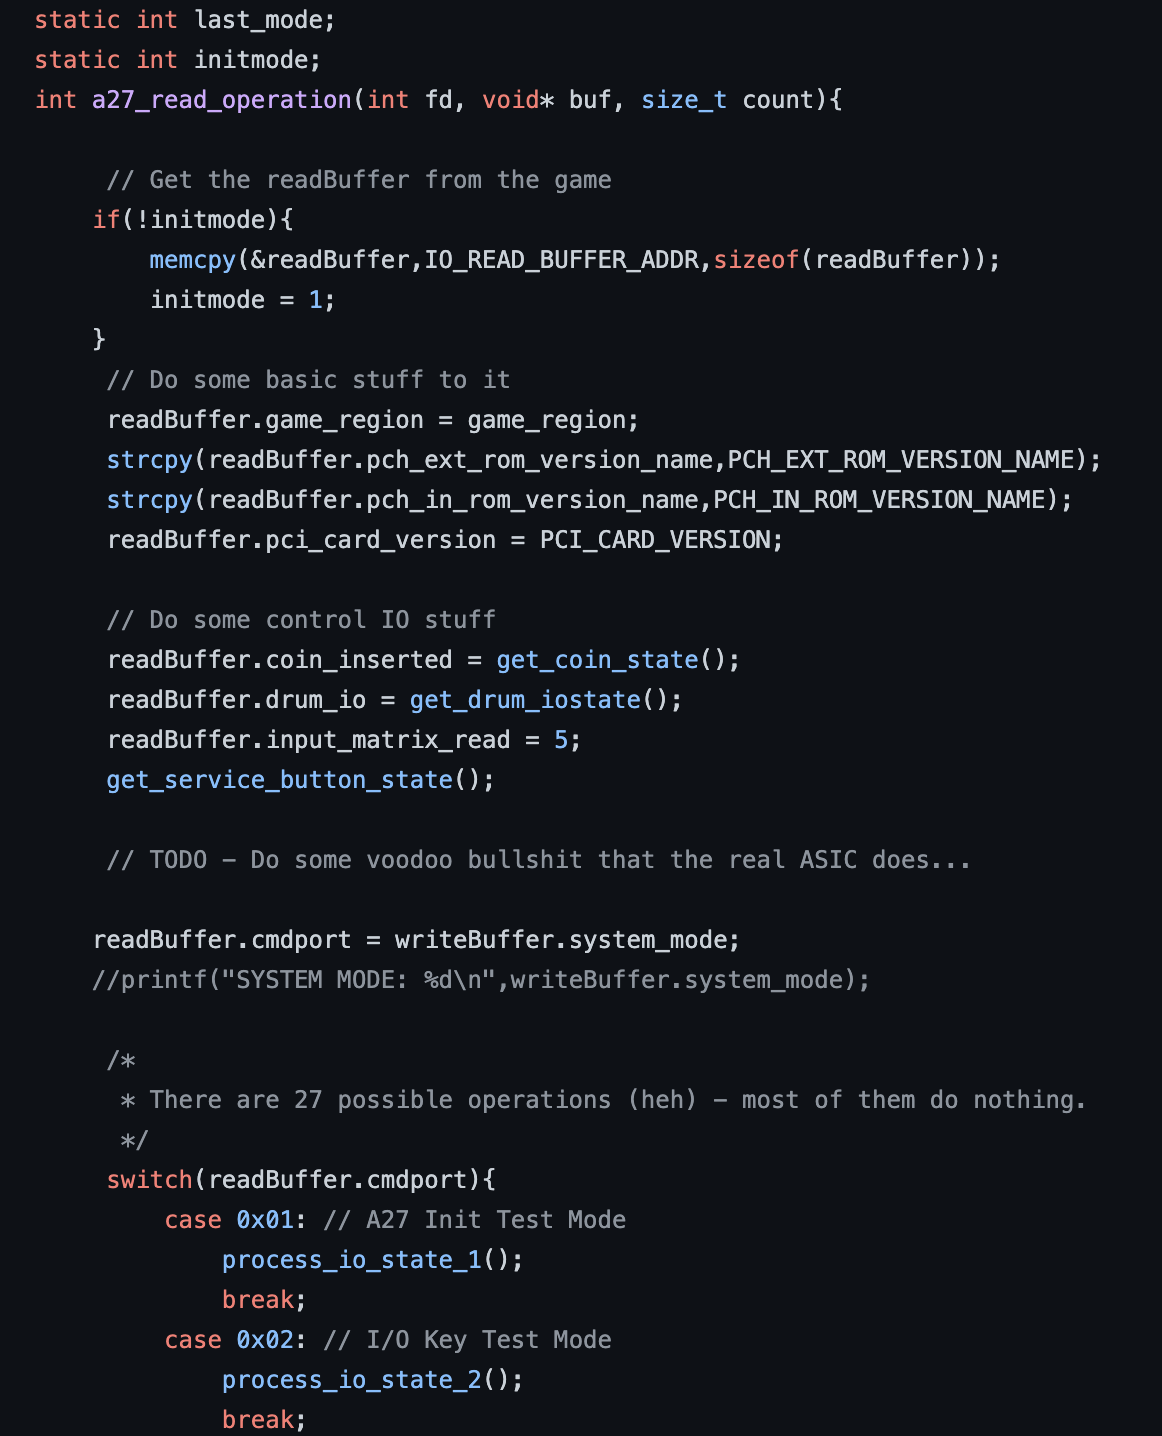 static int last_mode;
static int initmode;
int a27_read_operation(int fd, void* buf, size_t count){
// Get the readBuffer from the game
if(!initmode){
memcpy(&readBuffer,IO_READ_BUFFER_ADDR,sizeof(readBuffer));
initmode = 1;
}
// Do some basic stuff to it
readBuffer.game_region = game_region;
strcpy(readBuffer.pch_ext_rom_version_name,PCH_EXT_ROM_VERSION_NAME);
strcpy(readBuffer.pch_in_rom_version_name,PCH_IN_ROM_VERSION_NAME);
readBuffer.pci_card_version = PCI_CARD_VERSION;
// Do some control IO stuff
readBuffer.coin_inserted = get_coin_state();
readBuffer.drum_io = get_drum_iostate();
readBuffer.input_matrix_read = 5;
get_service_button_state();
// TODO – Do some voodoo bullshit that the real ASIC does...
readBuffer.cmdport = writeBuffer.system_mode;
//printf("SYSTEM MODE: %d\n",writeBuffer.system_mode);
/*
* There are 27 possible operations (heh) – most of them do nothing.
*/
switch(readBuffer.cmdport){
case 0x01: // A27 Init Test Mode
process_io_state_1();
break;
case 0x02: // I/O Key Test Mode
process_io_state_2();
break;